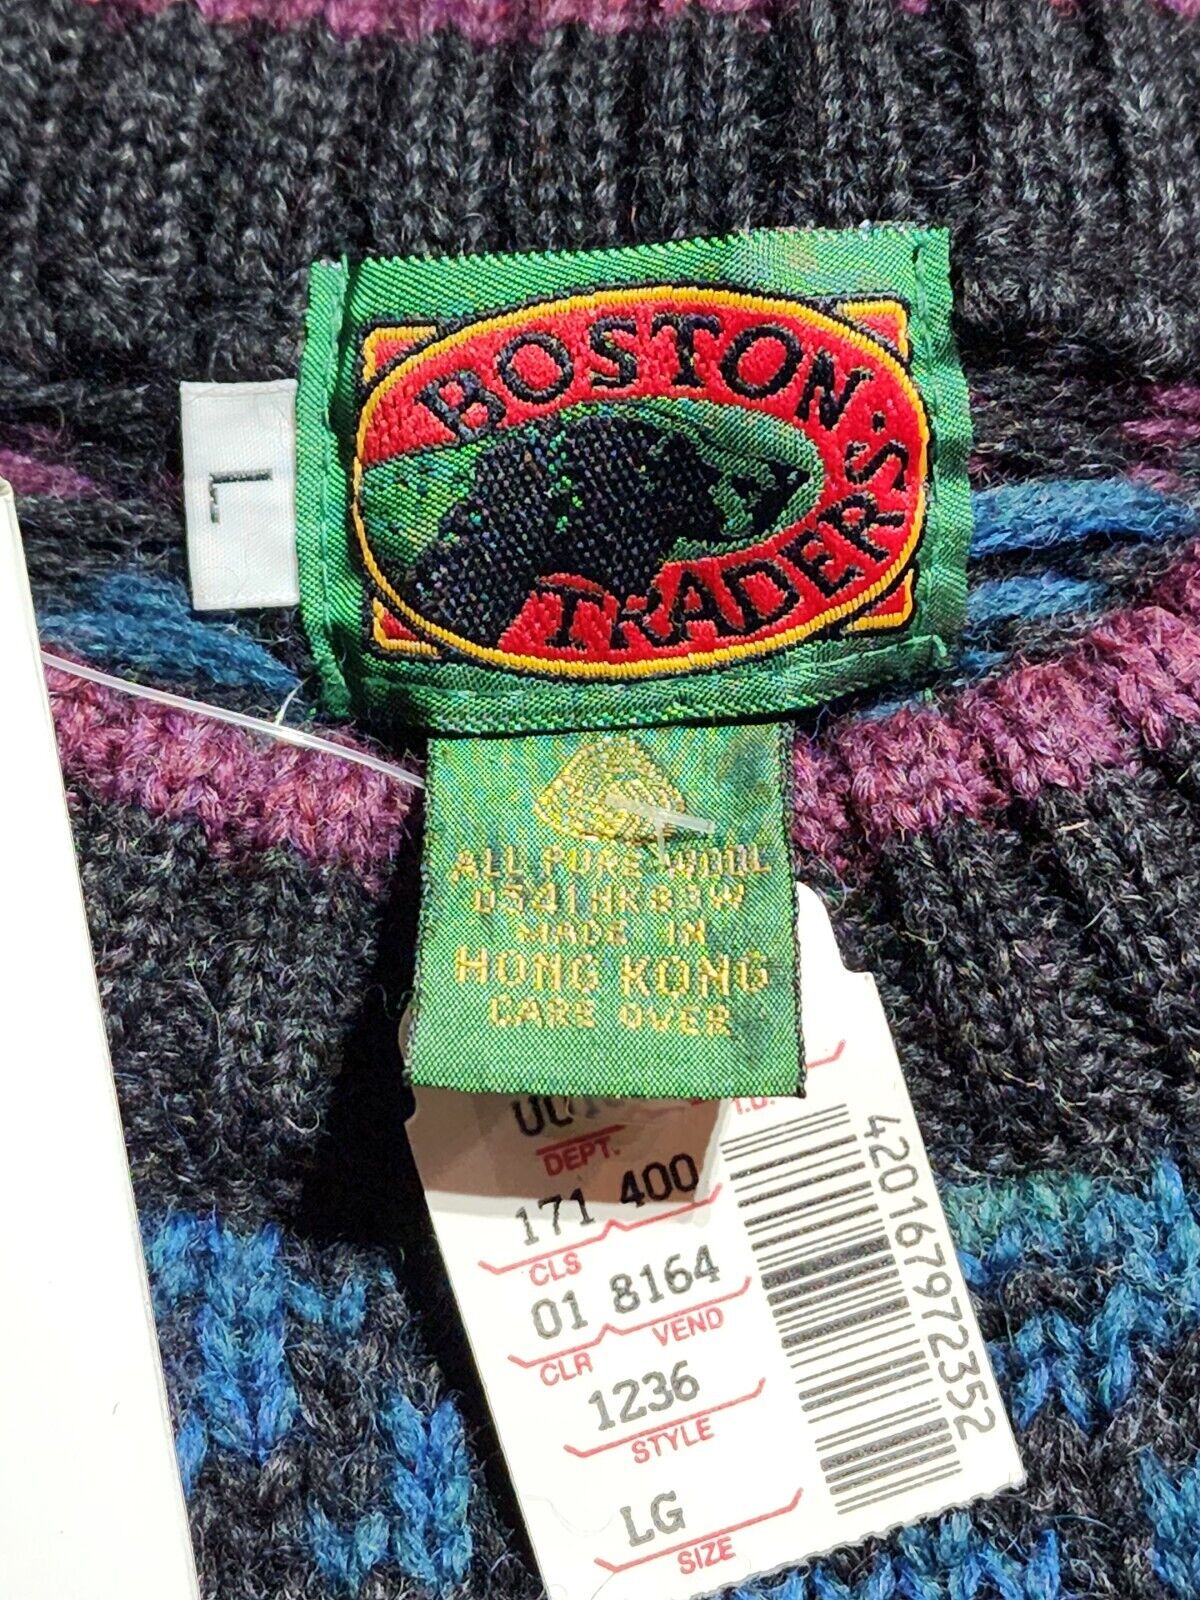 BOSTON
TRADERS
L
ALL PURE WOOL
MADE IN
HONG KONG
CARE OVER
DEPT.
171 400
CLS
01 8164
CLR VEND
1236
STYLE
LG
SIZE
420167972352